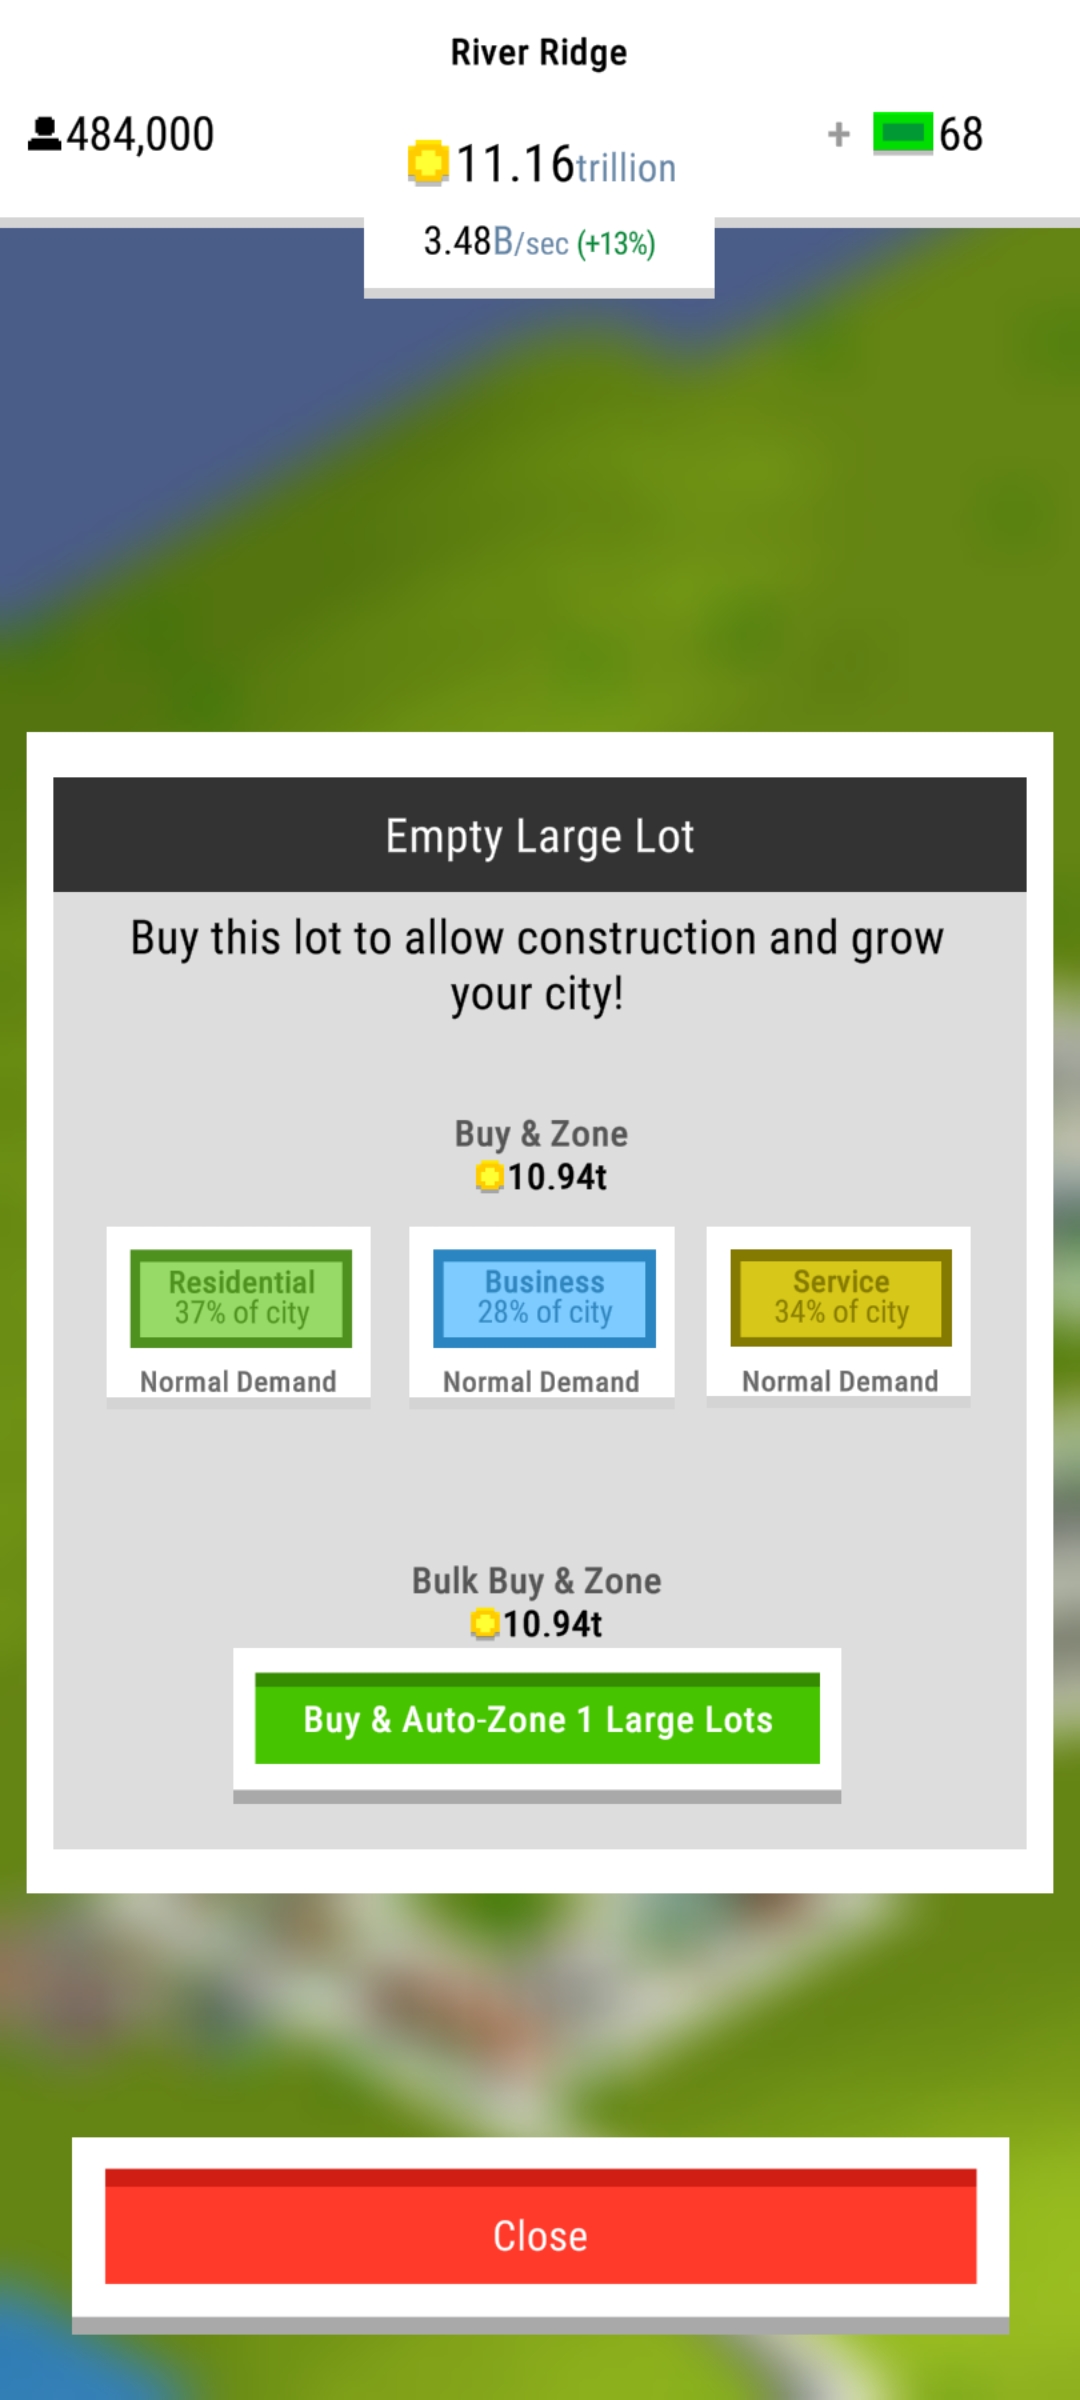 River Ridge
484,000
+ 68
11.16trillion
3.48B/sec (+13%)
Empty Large Lot
Buy this lot to allow construction and grow
your city!
Buy & Zone
10.94t
Residential
37% of city
Normal Demand
Business
28% of city
Normal Demand
Service
34% of city
Normal Demand
Bulk Buy & Zone
10.94t
Buy & Auto-Zone 1 Large Lots
Close